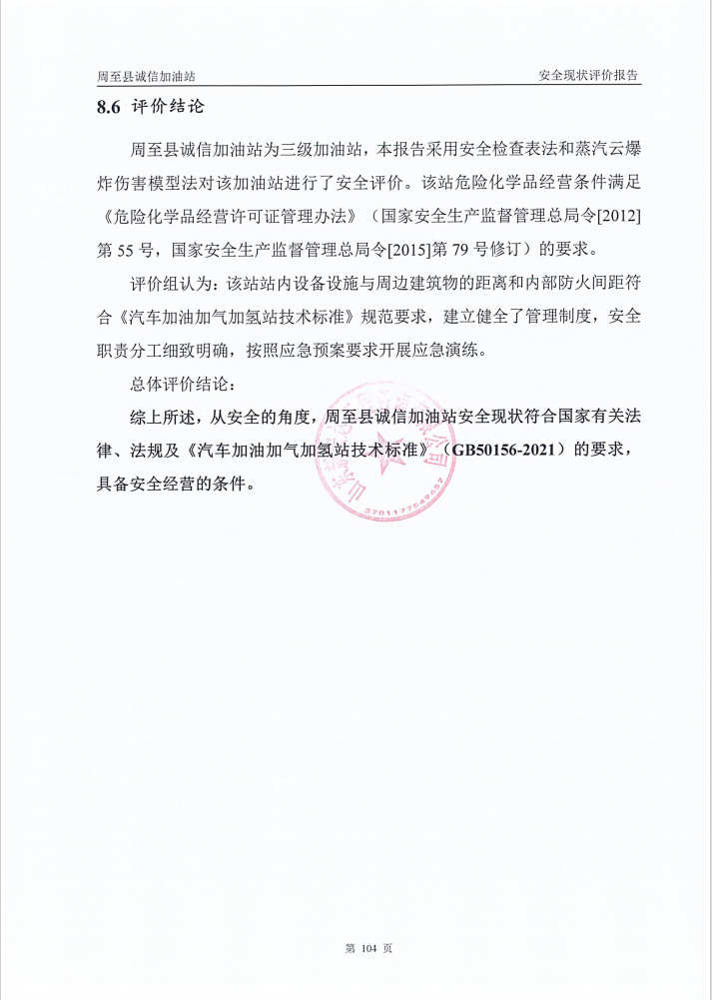 周至县诚信加油站 安全现状评价报告
8.6 评价结论
周至县诚信加油站为三级加油站，本报告采用安全检查表法和蒸汽云爆
炸伤害模型法对该加油站进行了安全评价。该站危险化学品经营条件满足
《危险化学品经营许可证管理办法》（国家安全生产监督管理总局令[2012]
第 55 号，国家安全生产监督管理总局令[2015]第 79 号修订）的要求。
评价组认为：该站站内设备设施与周边建筑物的距离和内部防火间距符
合《汽车加油加气加氢站技术标准》规范要求，建立健全了管理制度，安全
职责分工细致明确，按照应急预案要求开展应急演练。
总体评价结论：
综上所述，从安全的角度，周至县诚信加油站安全现状符合国家有关法
律、法规及《汽车加油加气加氢站技术标准》（GB50156-2021）的要求，
具备安全经营的条件。
3701177549657
第 104 页